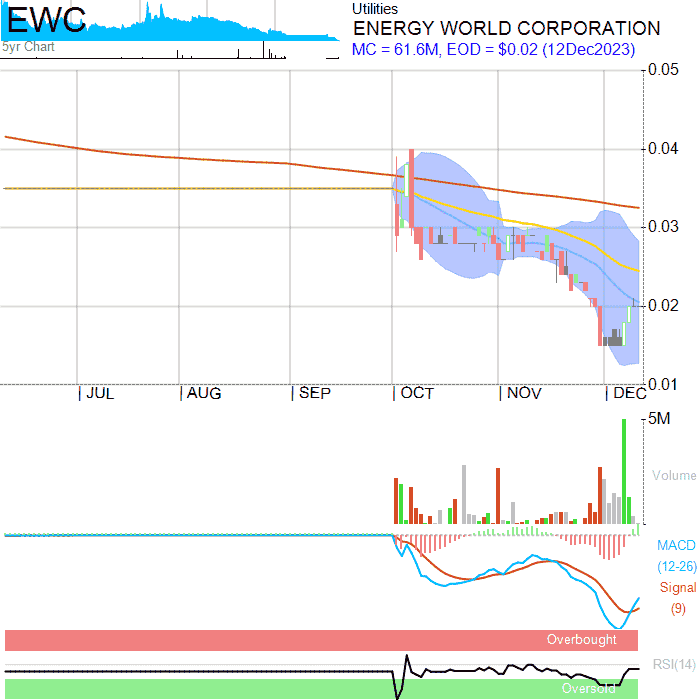 EWC
5yr Chart
Utilities
ENERGY WORLD CORPORATION
MC = 61.6M, EOD = $0.02 (12Dec2023)
0.05
0.04
0.03
0.02
0.01
JUL AUG SEP OCT NOV DEC
5M
Volume
MACD
(12-26)
Signal
(9)
Overbought
RSI(14)
Oversold